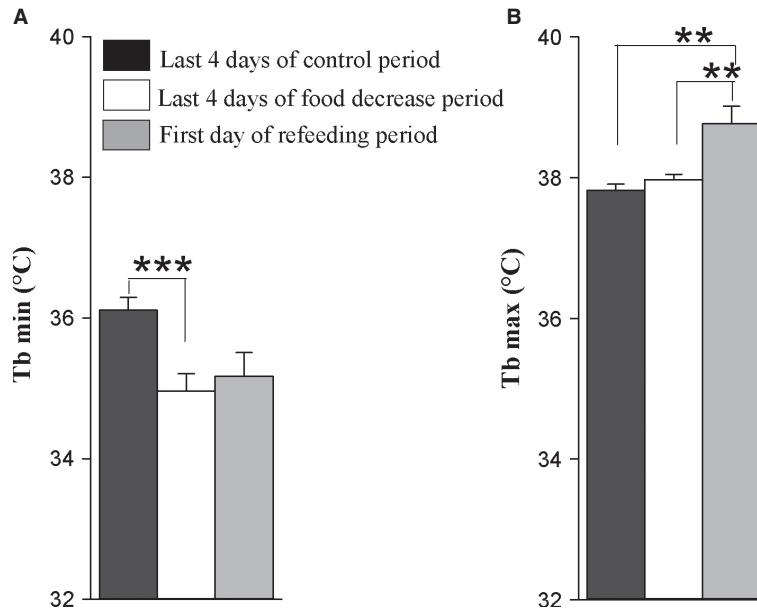 A
40
38
36
34
32
Tb min (°C)
Last 4 days of control period
Last 4 days of food decrease period
First day of refeeding period
***
B
40
38
36
34
32
Tb max (°C)
**
**